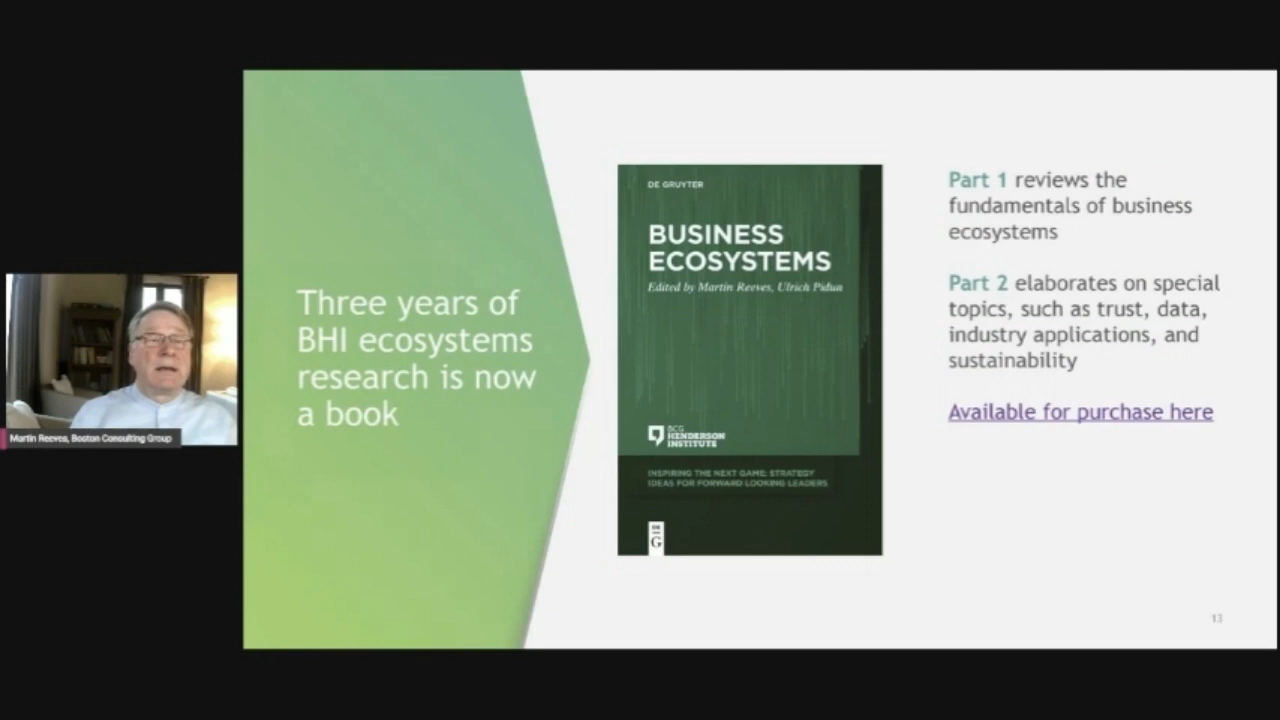 Three years of
BHI ecosystems
research is now
a book
DE GRUYTER
BUSINESS
ECOSYSTEMS
Edited by Martin Reeves, Ulrich Pidun
BCG
HENDERSON
INSTITUTE
INSPIRING THE NEXT GAME: STRATEGY
IDEAS FOR FORWARD LOOKING LEADERS
DE
G
Part 1 reviews the
fundamentals of business
ecosystems
Part 2 elaborates on special
topics, such as trust, data,
industry applications, and
sustainability
Available for purchase here
13
Martin Reeves, Boston Consulting Group